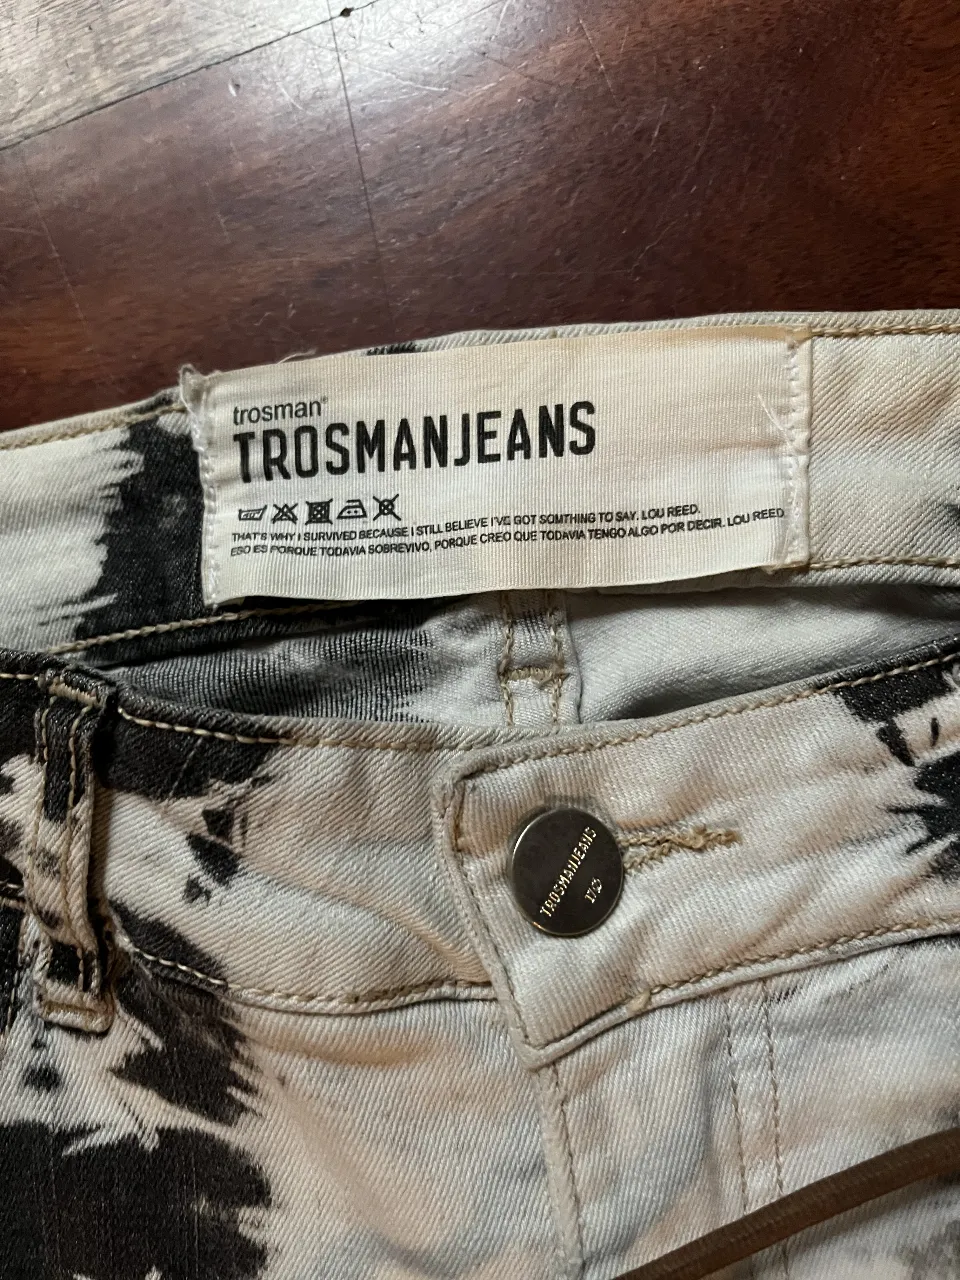 trosman®
TROSMANJEANS
THAT'S WHY I SURVIVED BECAUSE I STILL BELIEVE I'VE GOT SOMTHING TO SAY. LOU REED.
ESO ES PORQUE TODAVIA SOBREVIVO, PORQUE CREO QUE TODAVIA TENGO ALGO POR DECIR. LOU REED
TROSMANJEANS